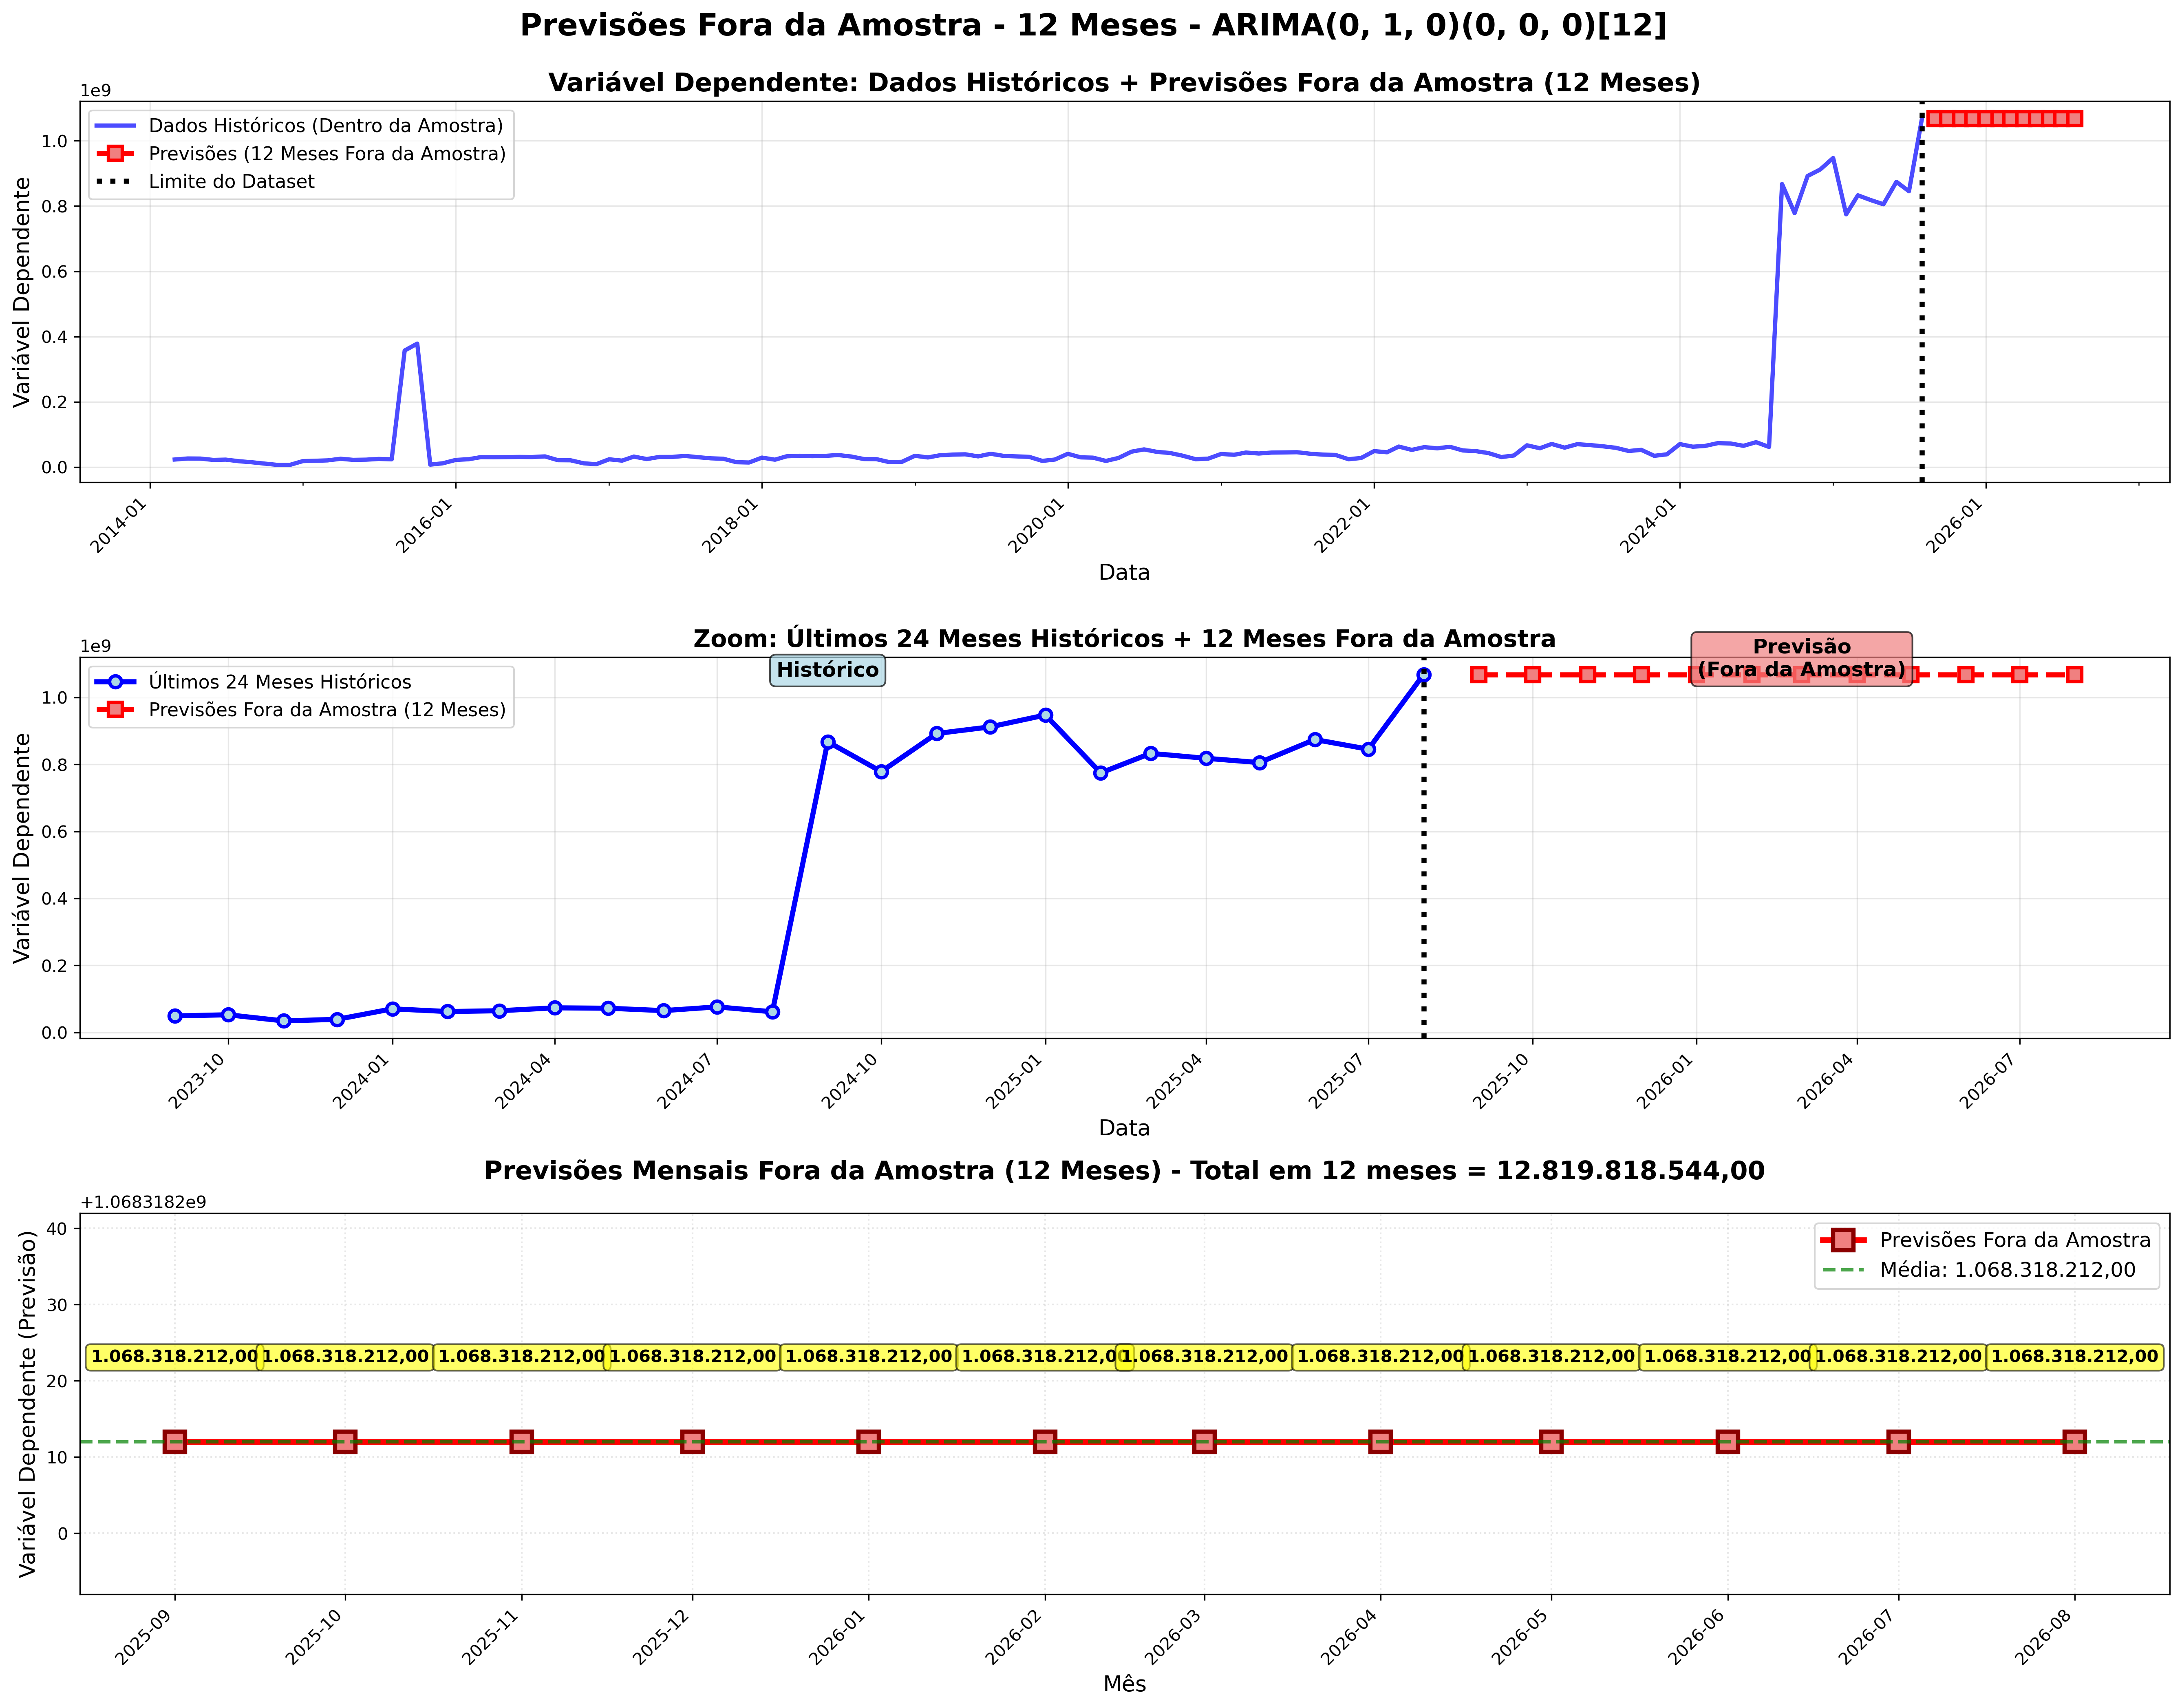 Previsões Fora da Amostra - 12 Meses - ARIMA(0, 1, 0)(0, 0, 0)[12]
Variável Dependente: Dados Históricos + Previsões Fora da Amostra (12 Meses)
1e9
Dados Históricos (Dentro da Amostra)
Previsões (12 Meses Fora da Amostra)
Limite do Dataset
Variável Dependente
1.0
0.8
0.6
0.4
0.2
0.0
2014-01
2016-01
2018-01
2020-01
2022-01
2024-01
2026-01
Data
Zoom: Últimos 24 Meses Históricos + 12 Meses Fora da Amostra
1e9
Últimos 24 Meses Históricos
Previsões Fora da Amostra (12 Meses)
Histórico
Previsão
(Fora da Amostra)
Variável Dependente
1.0
0.8
0.6
0.4
0.2
0.0
2023-10
2024-01
2024-04
2024-07
2024-10
2025-01
2025-04
2025-07
2025-10
2026-01
2026-04
2026-07
Data
Previsões Mensais Fora da Amostra (12 Meses) - Total em 12 meses = 12.819.818.544,00
+1.0683182e9
Previsões Fora da Amostra
Média: 1.068.318.212,00
Variável Dependente (Previsão)
40
30
20
10
0
1.068.318.212,00
1.068.318.212,00
1.068.318.212,00
1.068.318.212,00
1.068.318.212,00
1.068.318.212,00
1.068.318.212,00
1.068.318.212,00
1.068.318.212,00
1.068.318.212,00
1.068.318.212,00
1.068.318.212,00
2025-09
2025-10
2025-11
2025-12
2026-01
2026-02
2026-03
2026-04
2026-05
2026-06
2026-07
2026-08
Mês